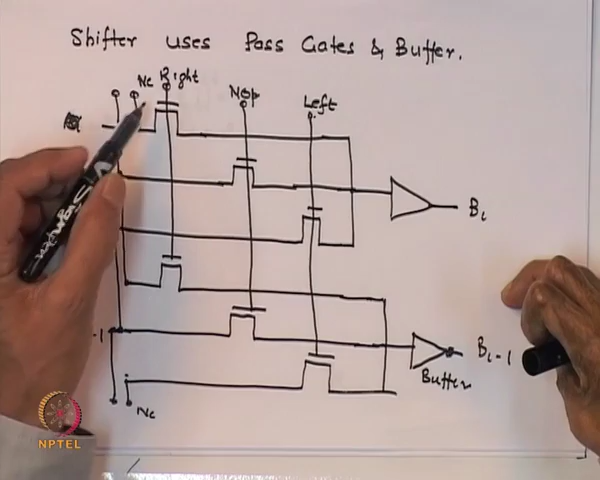 Shifter uses Pass Gates & Buffer.
Nc Right
Nop
Left
Bi
-1
Bi-1
Buffer
Nc
NPTEL